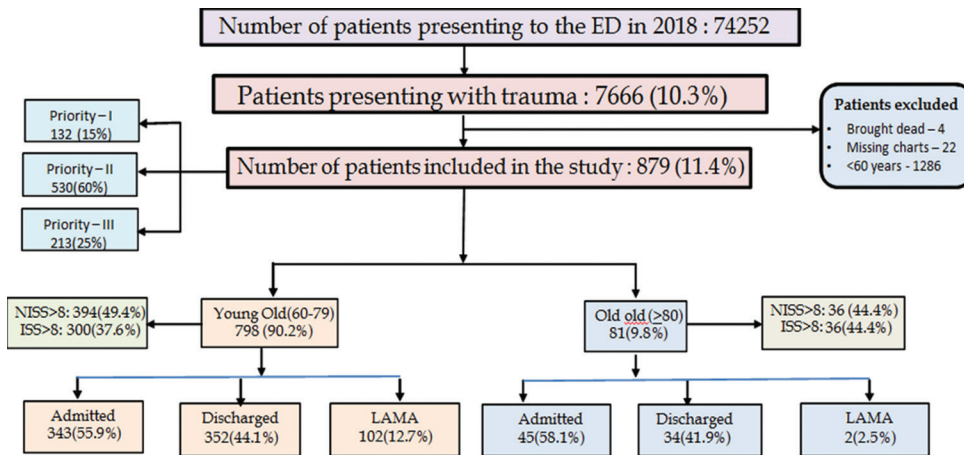 Number of patients presenting to the ED in 2018 : 74252
Patients presenting with trauma : 7666 (10.3%)
Patients excluded
• Brought dead – 4
• Missing charts – 22
• <60 years - 1286
Priority – I
132 (15%)
Priority – II
530(60%)
Priority – III
213(25%)
Number of patients included in the study : 879 (11.4%)
NISS>8: 394(49.4%)
ISS>8: 300(37.6%)
Young Old(60-79)
798 (90.2%)
Old old (>80)
81(9.8%)
NISS>8: 36 (44.4%)
ISS>8:36(44.4%)
Admitted
343(55.9%)
Discharged
352(44.1%)
LAMA
102(12.7%)
Admitted
45(58.1%)
Discharged
34(41.9%)
LAMA
2(2.5%)